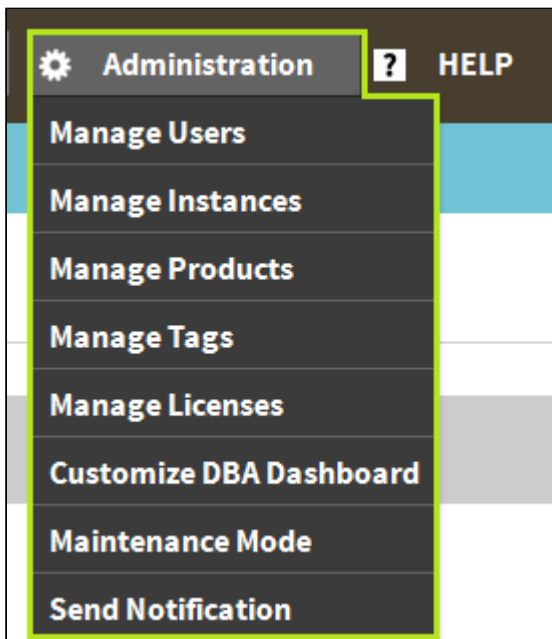 Administration ? HELP
Manage Users
Manage Instances
Manage Products
Manage Tags
Manage Licenses
Customize DBA Dashboard
Maintenance Mode
Send Notification